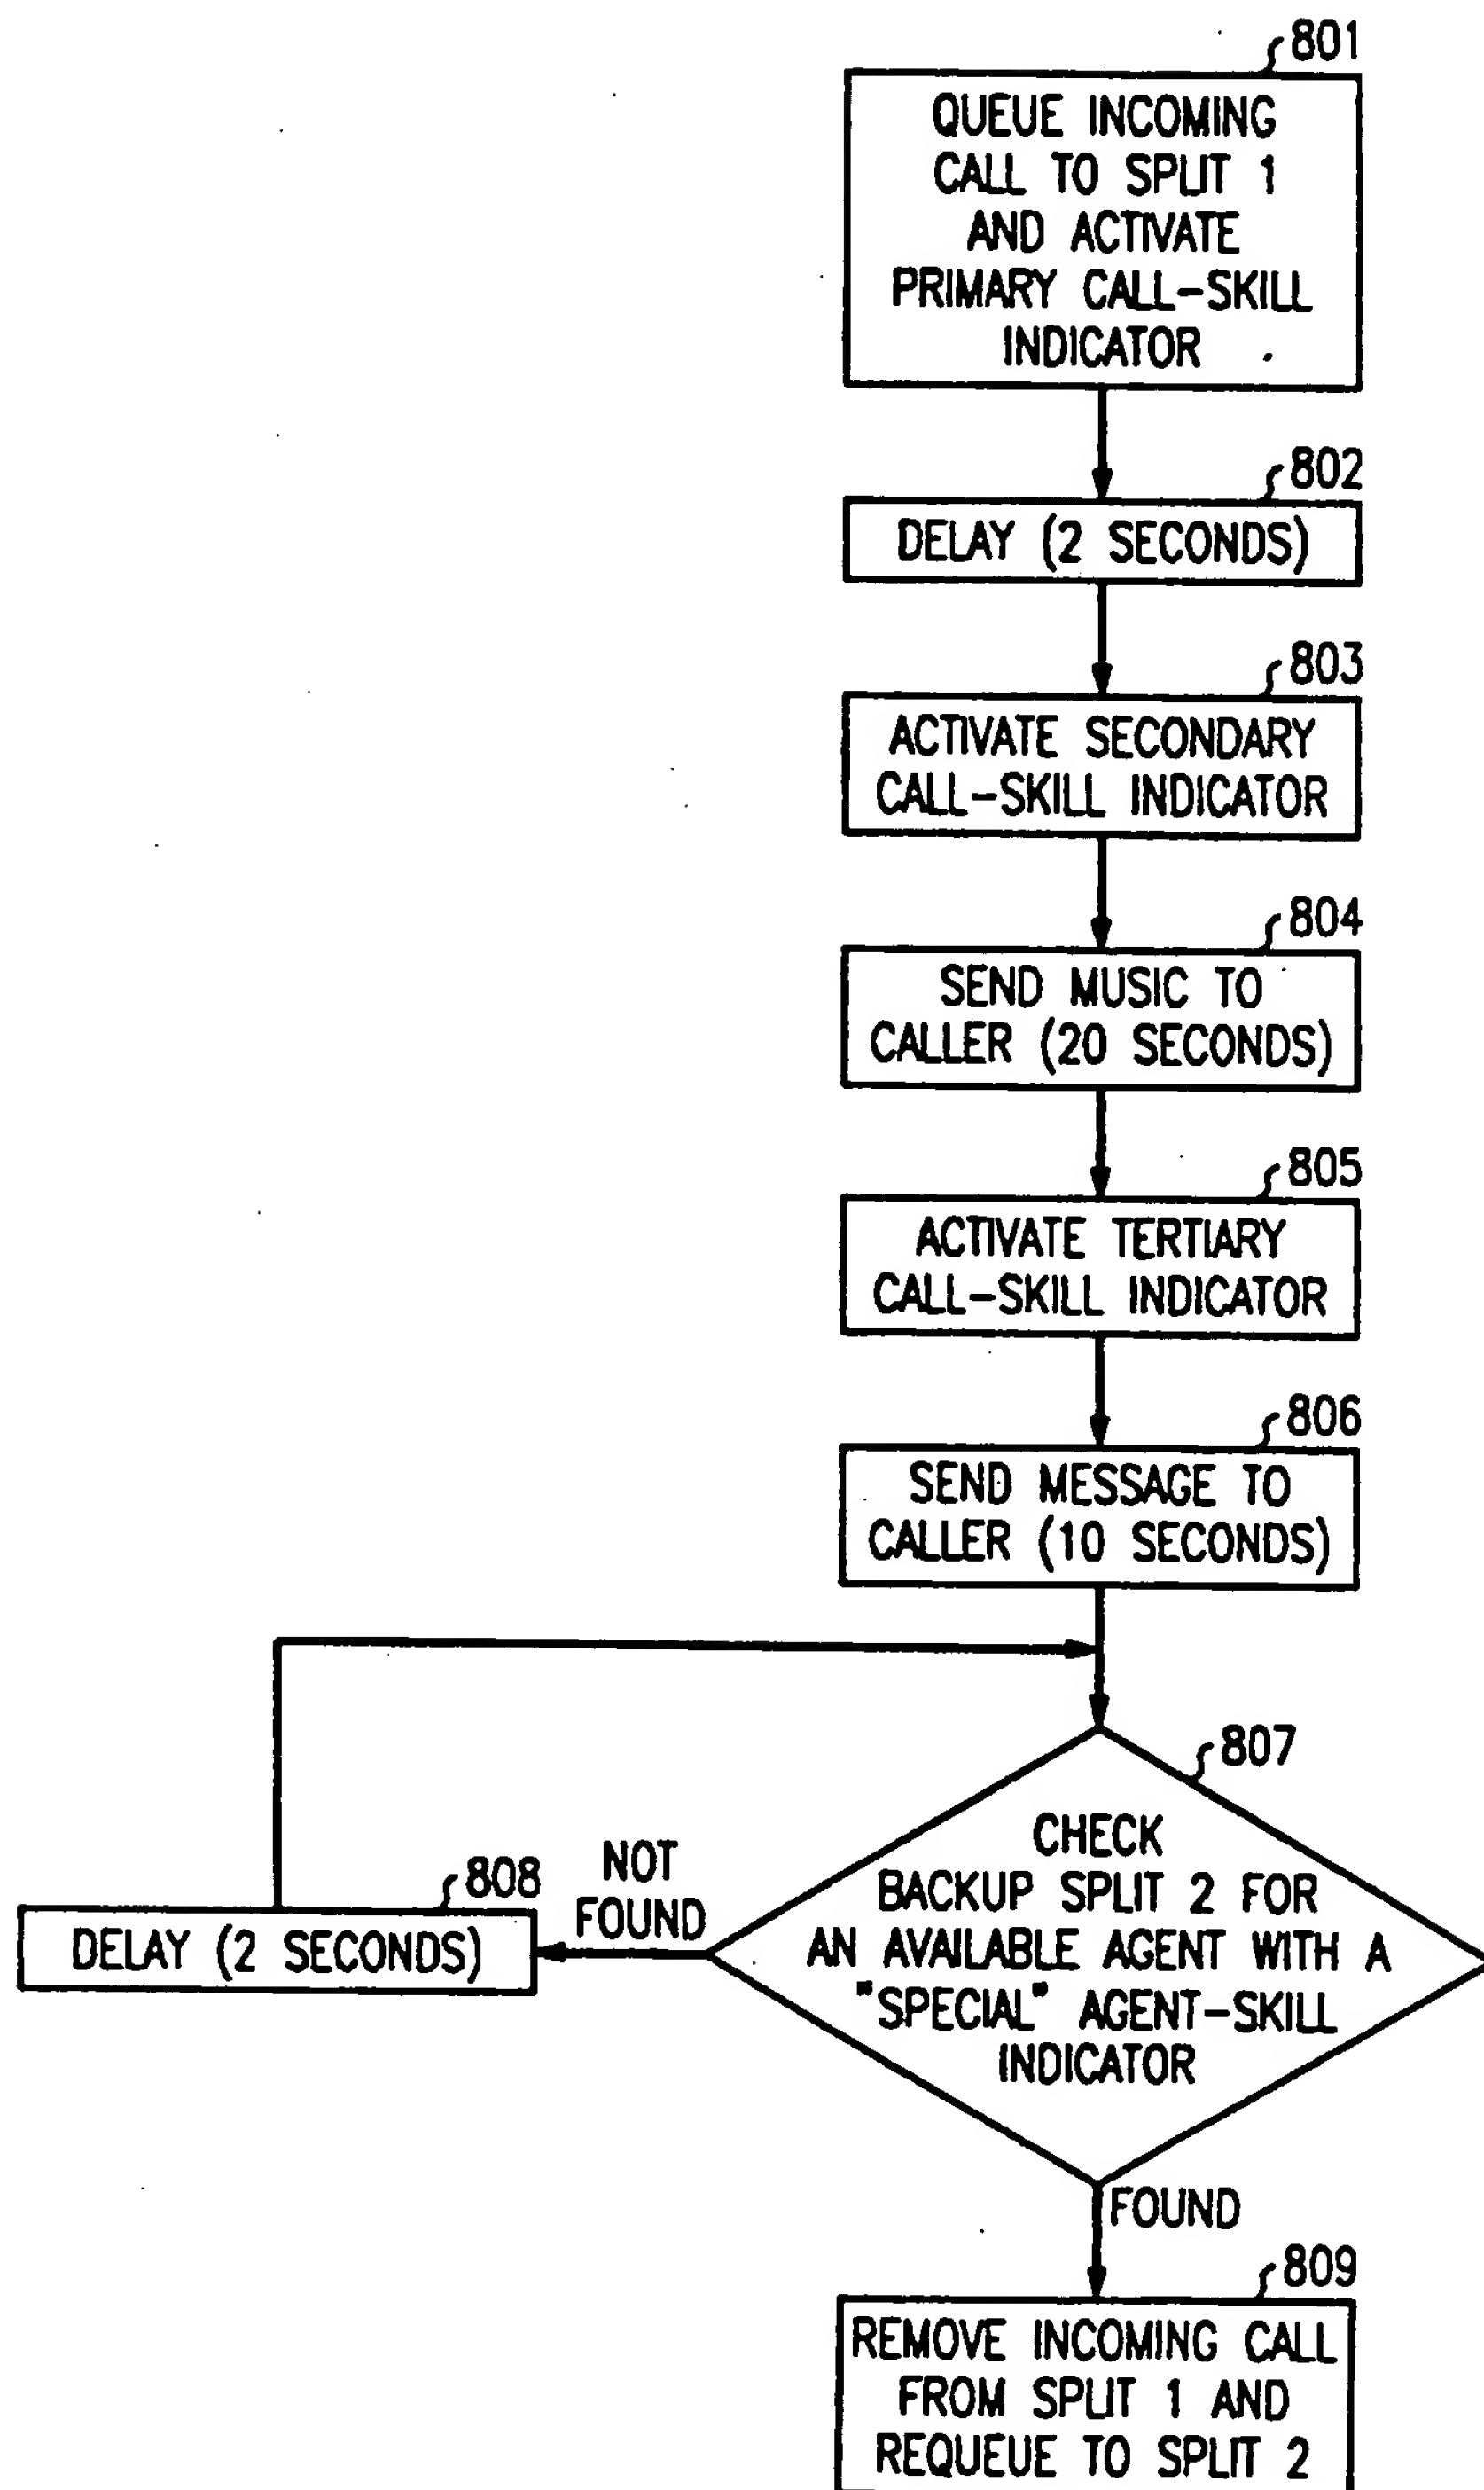 801
QUEUE INCOMING
CALL TO SPLIT 1
AND ACTIVATE
PRIMARY CALL-SKILL
INDICATOR
802
DELAY (2 SECONDS)
803
ACTIVATE SECONDARY
CALL-SKILL INDICATOR
804
SEND MUSIC TO
CALLER (20 SECONDS)
805
ACTIVATE TERTIARY
CALL-SKILL INDICATOR
806
SEND MESSAGE TO
CALLER (10 SECONDS)
807
CHECK
BACKUP SPLIT 2 FOR
AN AVAILABLE AGENT WITH A
"SPECIAL" AGENT-SKILL
INDICATOR
NOT
FOUND
808
DELAY (2 SECONDS)
FOUND
809
REMOVE INCOMING CALL
FROM SPLIT 1 AND
REQUEUE TO SPLIT 2